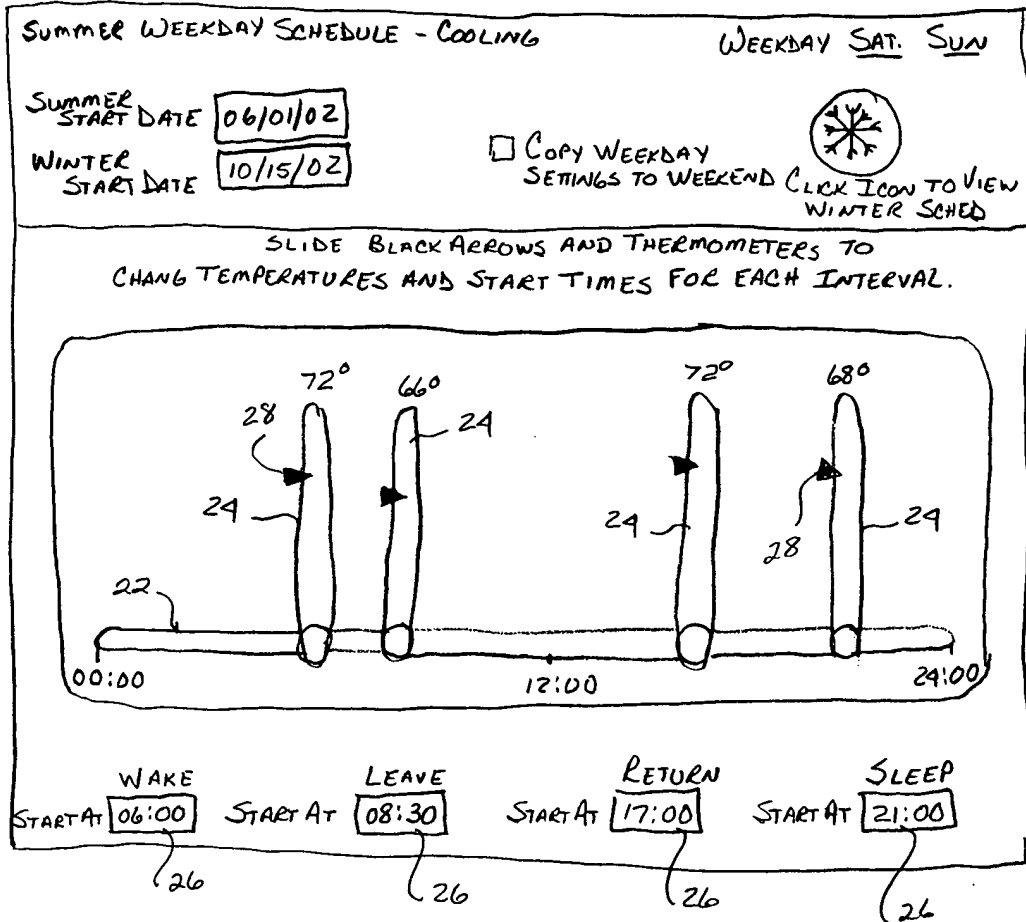 SUMMER WEEKDAY SCHEDULE - COOLING
WEEKDAY SAT. SUN
SUMMER
START DATE 06/01/02
WINTER
START DATE 10/15/02
COPY WEEKDAY
SETINGS TO WEEKEND
CLICK ICON TO VIEW
WINTER SCHED
SLIDE BLACK ARROWS AND THERMOMETERS TO
CHANG TEMPERATURES AND START TIMES FOR EACH INTERVAL.
72° 66° 72° 68°
28 24
24 24 24
28
22
00:00 12:00 24:00
WAKE LEAVE RETURN SLEEP
START AT 06:00 START AT 08:30 START AT 17:00 START AT 21:00
26 26 26 26